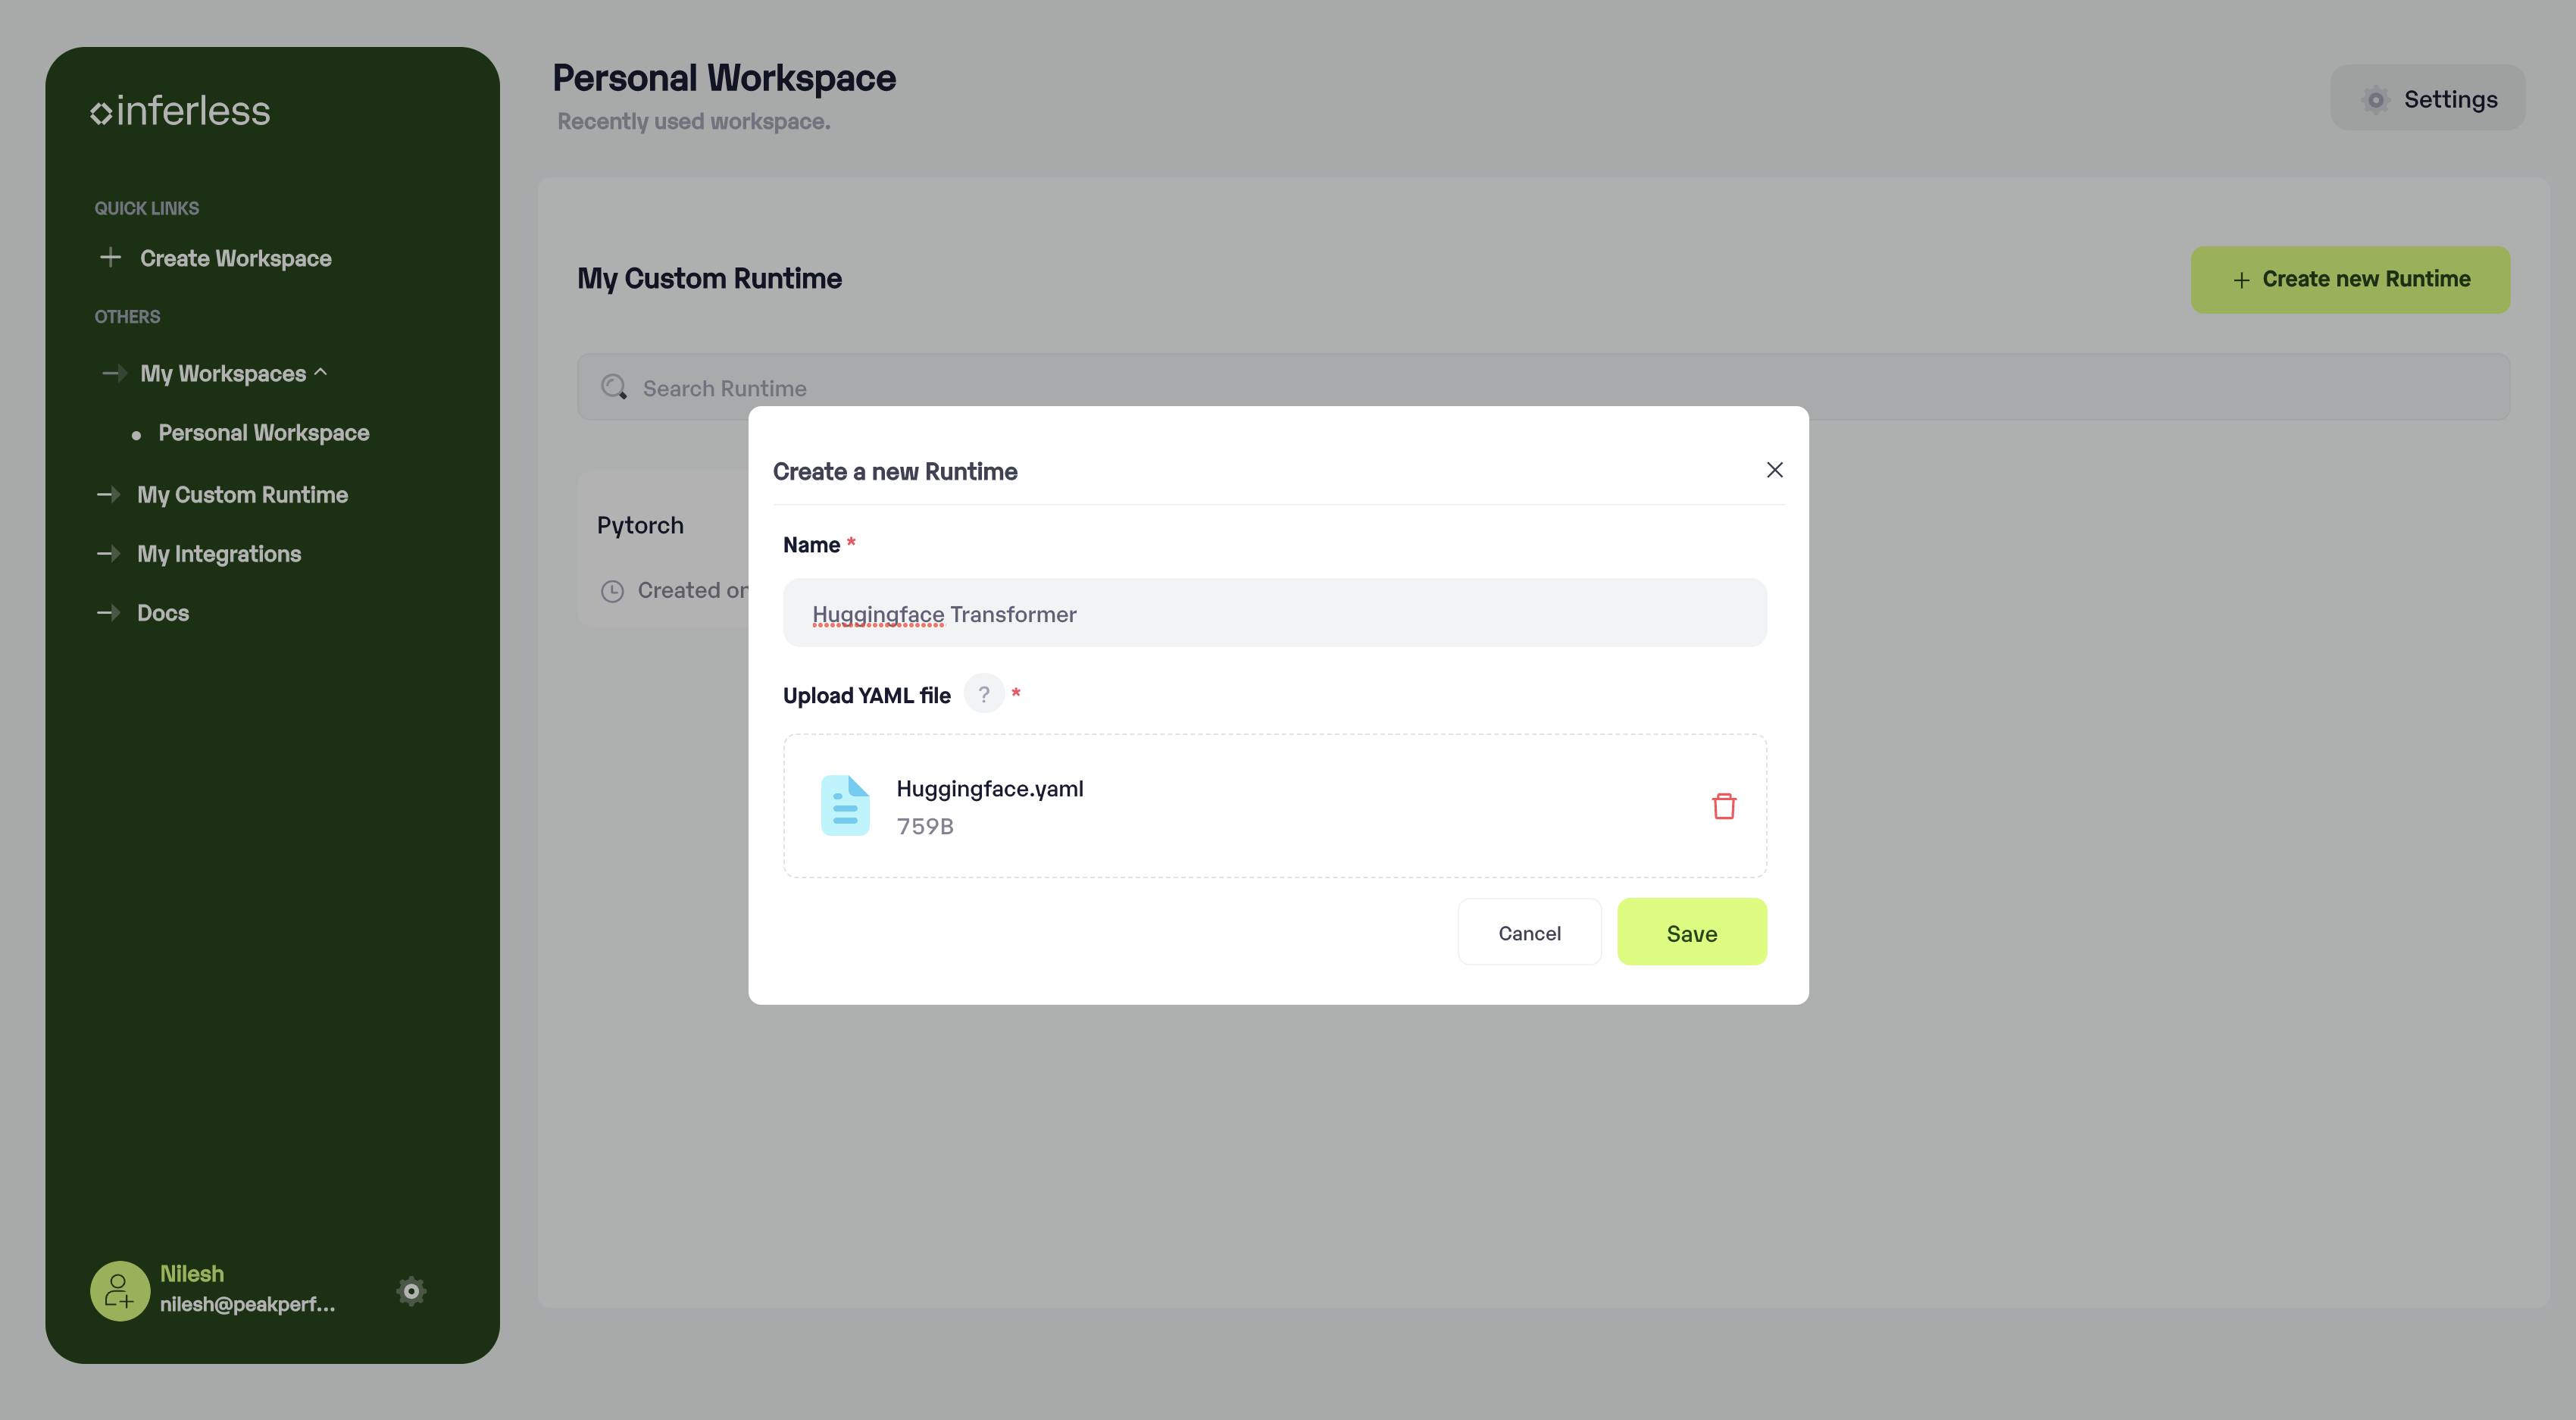 inferless
QUICK LINKS
Create Workspace
OTHERS
My Workspaces
Personal Workspace
My Custom Runtime
My Integrations
Docs
Nilesh
nilesh@peakperf...
Personal Workspace
Recently used workspace.
Settings
My Custom Runtime
+ Create new Runtime
Search Runtime
Pytorch
Created on
Create a new Runtime
Name *
Huggingface Transformer
Upload YAML file ? *
Huggingface.yaml
759B
Cancel
Save